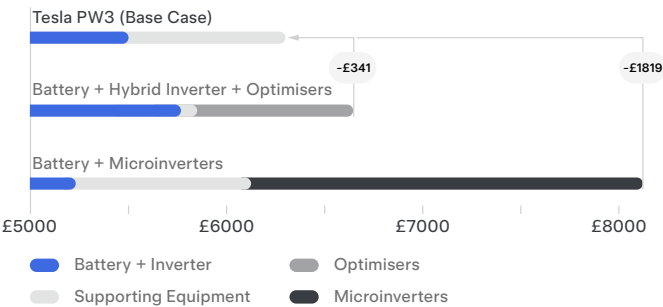 Tesla PW3 (Base Case)
-£341
-£1819
Battery + Hybrid Inverter + Optimisers
Battery + Microinverters
£5000
£6000
£7000
£8000
Battery + Inverter
Optimisers
Supporting Equipment
Microinverters